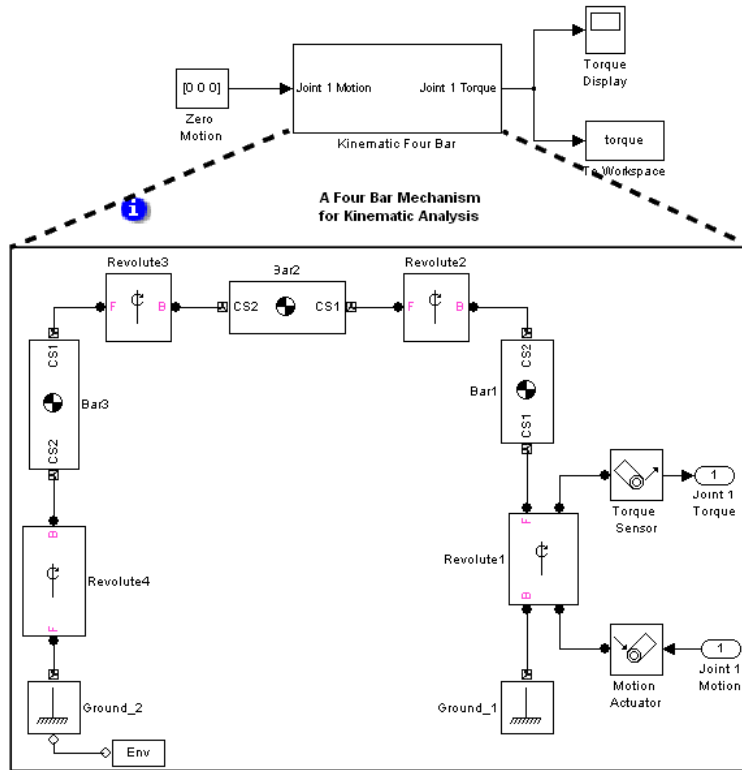 [0 0 0]
Zero
Motion
Joint 1 Motion
Joint 1 Torque
Kinematic Four Bar
Torque
Display
torque
To Workspace
i
A Four Bar Mechanism
for Kinematic Analysis
Revolute3
F
B
Bar2
CS2
CS1
Revolute2
F
B
CS1
CS2
Bar3
CS2
CS1
Bar1
B
F
Revolute4
F
B
Revolute1
Torque
Sensor
1
Joint 1
Torque
Motion
Actuator
1
Joint 1
Motion
Ground_2
Ground_1
Env